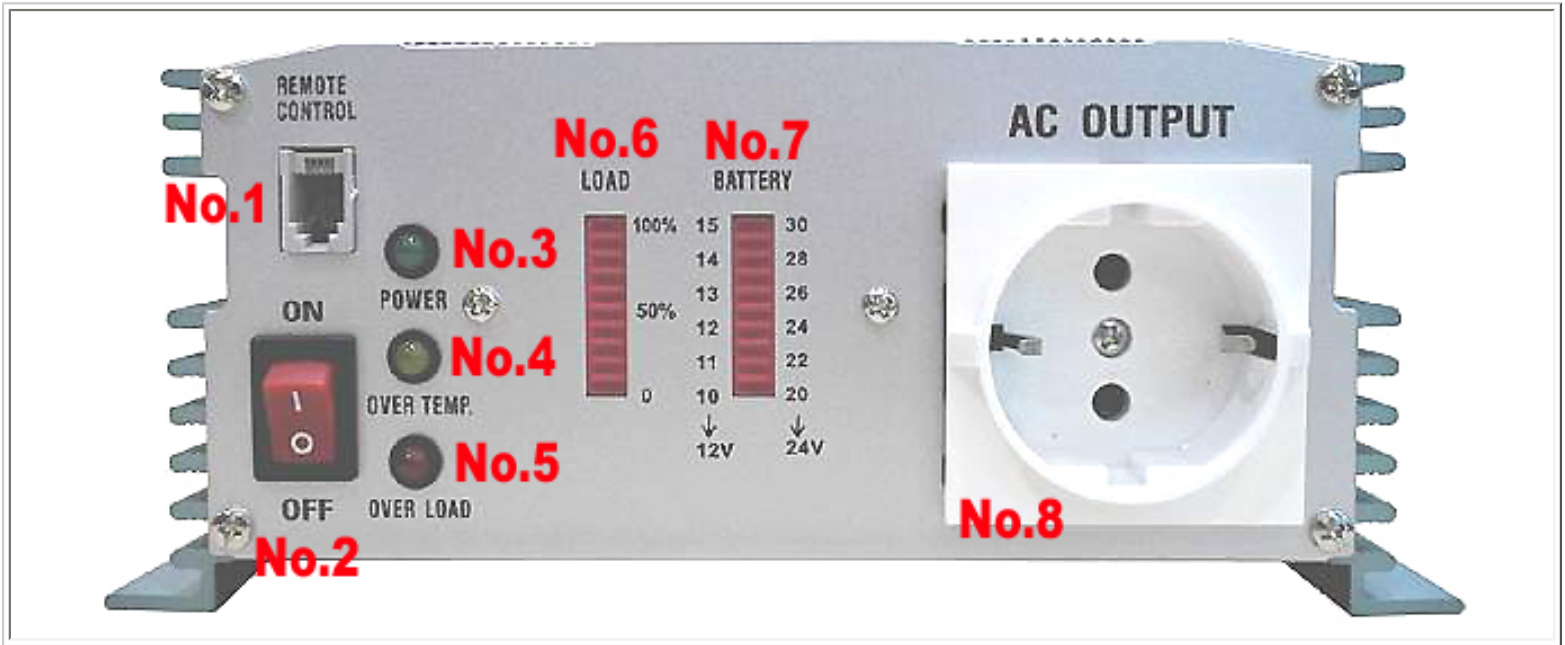 REMOTE
CONTROL
No.1
ON
I
O
OFF
No.2
No.3
POWER
No.4
OVER TEMP.
No.5
OVER LOAD
No.6
LOAD
100%
50%
0
No.7
BATTERY
15 30
14 28
13 26
12 24
11 22
10 20
12V 24V
AC OUTPUT
No.8